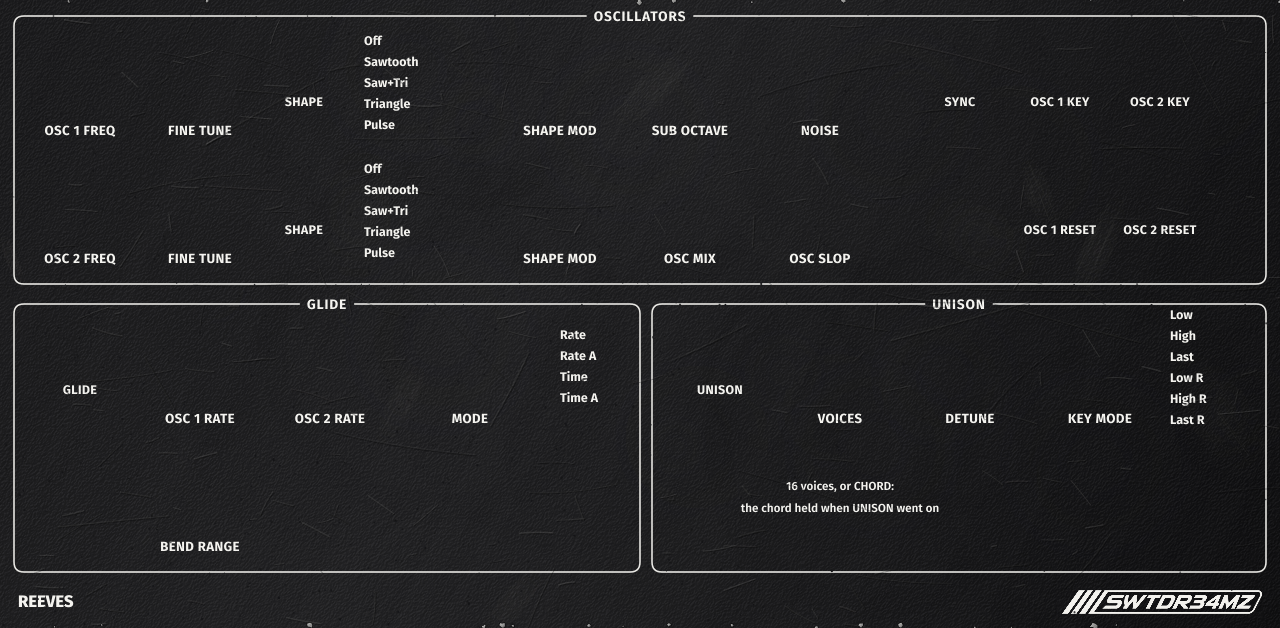 OSCILLATORS
Off
Sawtooth
Saw+Tri
Triangle
Pulse
SHAPE
SYNC
OSC 1 KEY
OSC 2 KEY
OSC 1 FREQ
FINE TUNE
SHAPE MOD
SUB OCTAVE
NOISE
Off
Sawtooth
Saw+Tri
Triangle
Pulse
SHAPE
OSC 1 RESET
OSC 2 RESET
OSC 2 FREQ
FINE TUNE
SHAPE MOD
OSC MIX
OSC SLOP
GLIDE
Rate
Rate A
Time
Time A
GLIDE
OSC 1 RATE
OSC 2 RATE
MODE
BEND RANGE
UNISON
Low
High
Last
Low R
High R
Last R
UNISON
VOICES
DETUNE
KEY MODE
16 voices, or CHORD:
the chord held when UNISON went on
REEVES
SWTDR34MZ